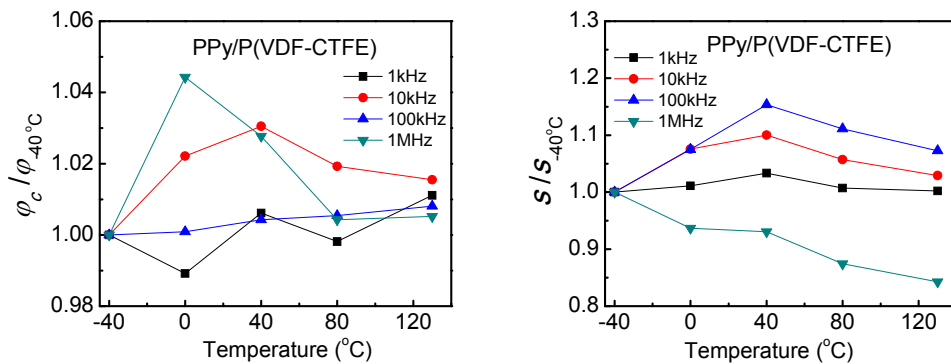 1.06
1.04
1.02
1.00
0.98
φc /φ-40°C
PPy/P(VDF-CTFE)
1kHz
10kHz
100kHz
1MHz
-40 0 40 80 120
Temperature (°C)
1.3
1.2
1.1
1.0
0.9
0.8
s/s-40°C
PPy/P(VDF-CTFE)
1kHz
10kHz
100kHz
1MHz
-40 0 40 80 120
Temperature (°C)